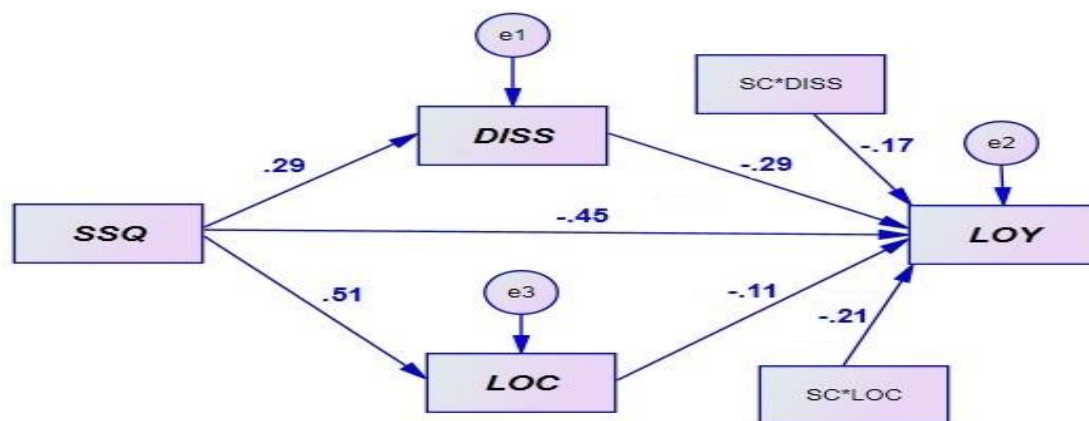 e1
SC*DISS
DISS
e2
.29
-.29
-.17
SSQ
-.45
LOY
.51
e3
-.11
-.21
LOC
SC*LOC